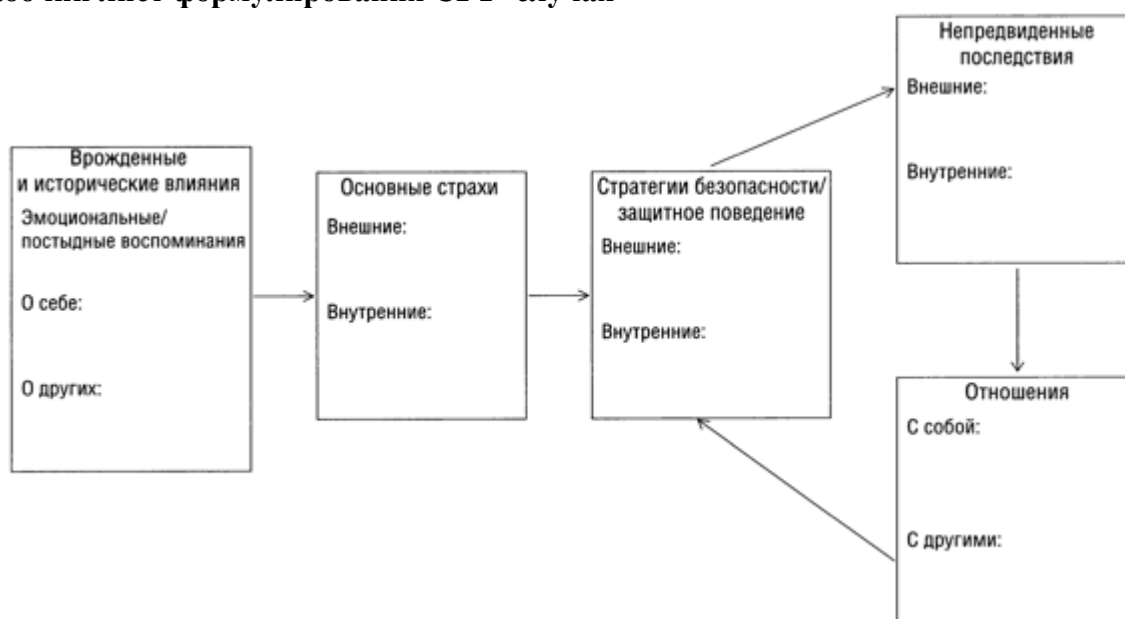 Врожденные
и исторические влияния
Эмоциональные/
постыдные воспоминания
О себе:
О других:
Основные страхи
Внешние:
Внутренние:
Стратегии безопасности/
защитное поведение
Внешние:
Внутренние:
Непредвиденные
последствия
Внешние:
Внутренние:
Отношения
С собой:
С другими: